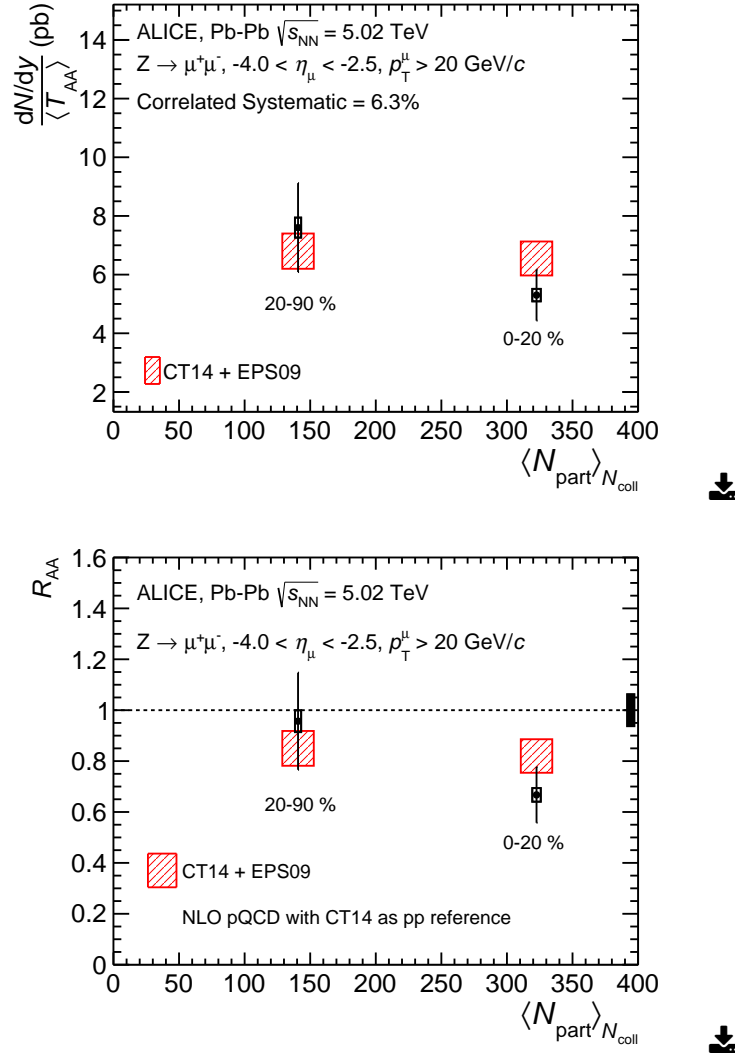 dN/dy
⟨T_AA⟩ (pb)
ALICE, Pb-Pb √s_NN = 5.02 TeV
Z → μ⁺μ⁻, -4.0 < η_μ < -2.5, p_T^μ > 20 GeV/c
Correlated Systematic = 6.3%
14
12
10
8
6
4
2
20-90 %
0-20 %
CT14 + EPS09
0 50 100 150 200 250 300 350 400
⟨N_part⟩_N_coll
R_AA
ALICE, Pb-Pb √s_NN = 5.02 TeV
Z → μ⁺μ⁻, -4.0 < η_μ < -2.5, p_T^μ > 20 GeV/c
1.6
1.4
1.2
1
0.8
0.6
0.4
0.2
0
20-90 %
0-20 %
CT14 + EPS09
NLO pQCD with CT14 as pp reference
0 50 100 150 200 250 300 350 400
⟨N_part⟩_N_coll